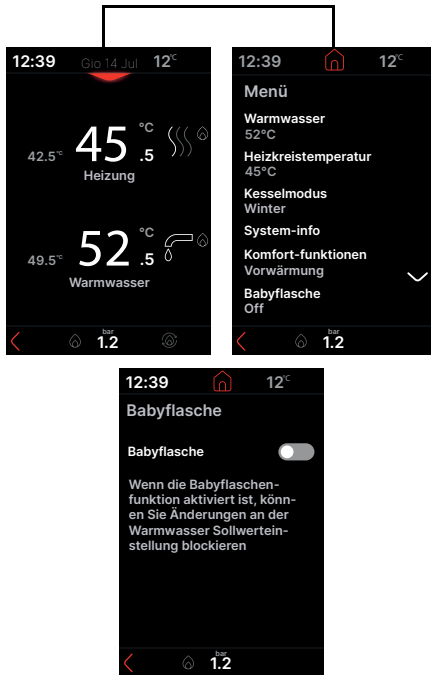 12:39 Gio 14 Jul 12°C
42.5°C 45.5 °C
Heizung
49.5°C 52.5 °C
Warmwasser
bar
1.2
12:39 12°C
Menü
Warmwasser
52°C
Heizkreistemperatur
45°C
Kesselmodus
Winter
System-info
Komfort-funktionen
Vorwärmung
Babyflasche
Off
bar
1.2
12:39 12°C
Babyflasche
Babyflasche
Wenn die Babyflaschen-
funktion aktiviert ist, könn-
en Sie Änderungen an der
Warmwasser Sollwertein-
stellung blockieren
bar
1.2